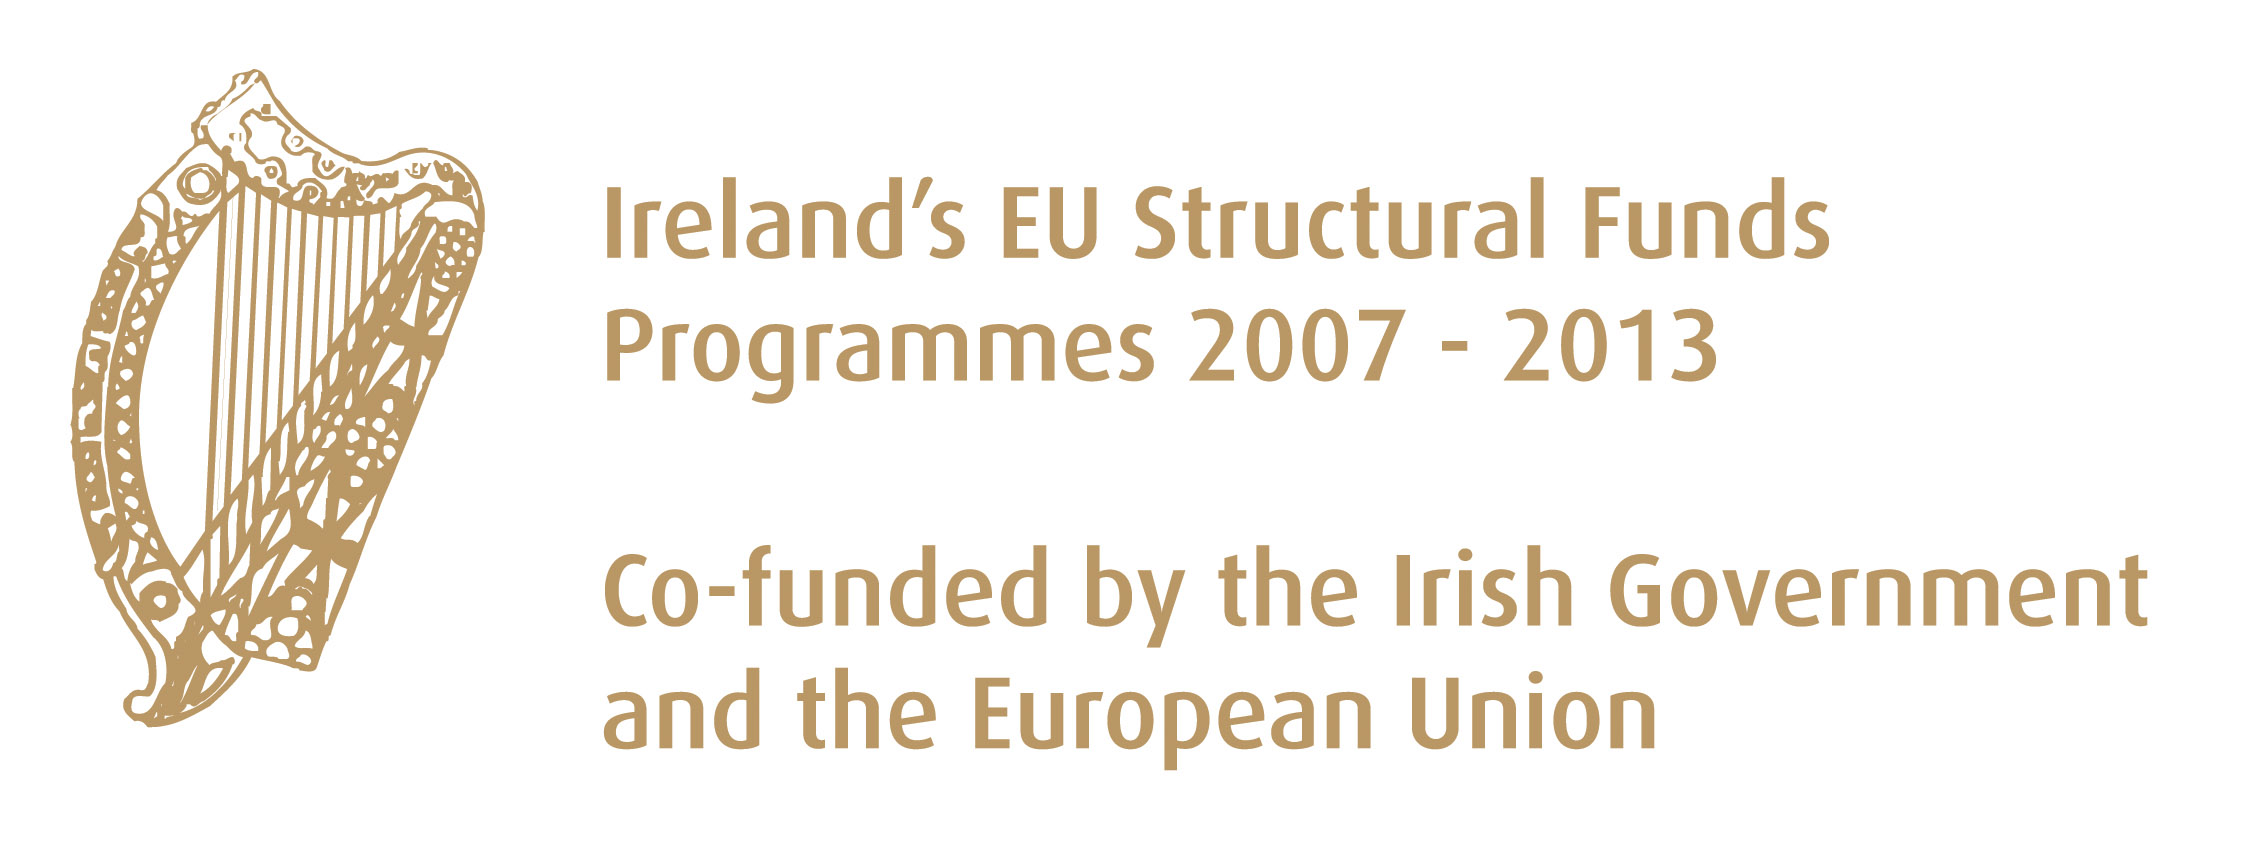 Ireland’s EU Structural Funds
Programmes 2007 - 2013
Co-funded by the Irish Government
and the European Union